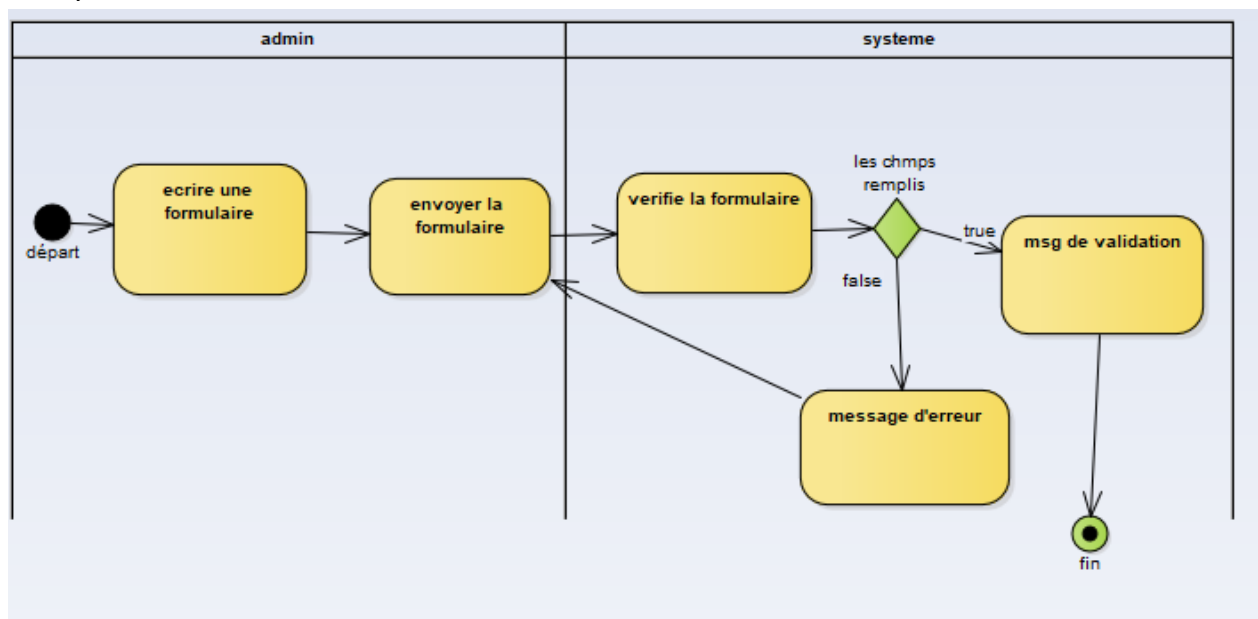 admin
systeme
départ
ecrire une
formulaire
envoyer la
formulaire
verifie la formulaire
les chmps
remplis
true
false
msg de validation
message d'erreur
fin